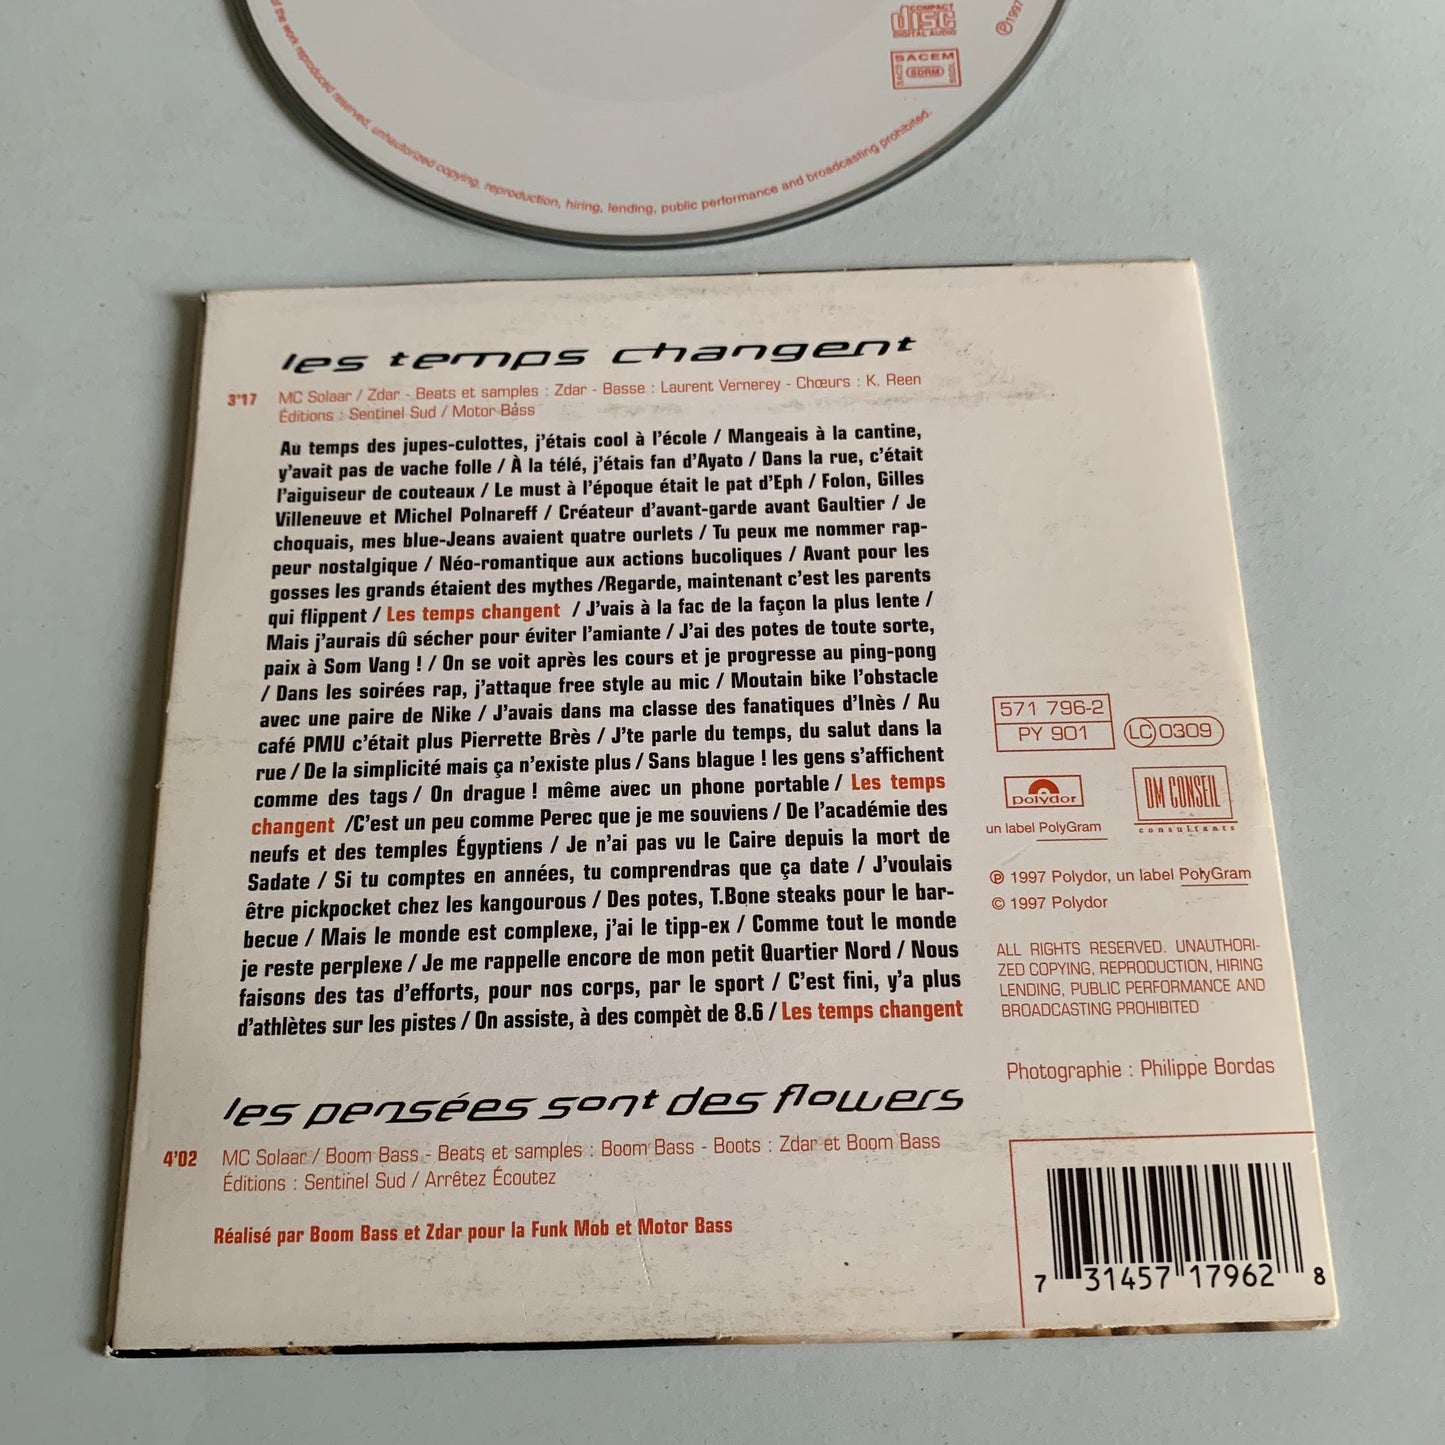 COMPACT
disc
DIGITAL AUDIO
℗1997
SACEM
SACD SDRM SGDL
of the work reproduced reserved, unhautorized copying, reproduction, hiring, lending, public performance and broadcasting prohibited.
les temps changent
3'17 MC Solaar / Zdar - Beats et samples : Zdar - Basse : Laurent Vernerey - Chœurs : K. Reen
Éditions : Sentinel Sud / Motor Bass
Au temps des jupes-culottes, j'étais cool à l'école / Mangeais à la cantine,
y'avait pas de vache folle / À la télé, j'étais fan d'Ayato / Dans la rue, c'était
l'aiguiseur de couteaux / Le must à l'époque était le pat d'Eph / Folon, Gilles
Villeneuve et Michel Polnareff / Créateur d'avant-garde avant Gaultier / Je
choquais, mes blue-Jeans avaient quatre ourlets / Tu peux me nommer rap-
peur nostalgique / Néo-romantique aux actions bucoliques / Avant pour les
gosses les grands étaient des mythes /Regarde, maintenant c'est les parents
qui flippent / Les temps changent / J'vais à la fac de la façon la plus lente /
Mais j'aurais dû sécher pour éviter l'amiante / J'ai des potes de toute sorte,
paix à Som Vang ! / On se voit après les cours et je progresse au ping-pong
/ Dans les soirées rap, j'attaque free style au mic / Moutain bike l'obstacle
avec une paire de Nike / J'avais dans ma classe des fanatiques d'Inès / Au
café PMU c'était plus Pierrette Brès / J'te parle du temps, du salut dans la
rue / De la simplicité mais ça n'existe plus / Sans blague ! les gens s'affichent
comme des tags / On drague ! même avec un phone portable / Les temps
changent /C'est un peu comme Perec que je me souviens / De l'académie des
neufs et des temples Égyptiens / Je n'ai pas vu le Caire depuis la mort de
Sadate / Si tu comptes en années, tu comprendras que ça date / J'voulais
être pickpocket chez les kangourous / Des potes, T.Bone steaks pour le bar-
becue / Mais le monde est complexe, j'ai le tipp-ex / Comme tout le monde
je reste perplexe / Je me rappelle encore de mon petit Quartier Nord / Nous
faisons des tas d'efforts, pour nos corps, par le sport / C'est fini, y'a plus
d'athlètes sur les pistes / On assiste, à des compèt de 8.6 / Les temps changent
les pensées sont des flowers
4'02 MC Solaar / Boom Bass - Beats et samples : Boom Bass - Boots : Zdar et Boom Bass
Éditions : Sentinel Sud / Arrêtez Écoutez
Réalisé par Boom Bass et Zdar pour la Funk Mob et Motor Bass
571 796-2
PY 901
LC 0309
polydor
un label PolyGram
DM CONSEIL
consultants
℗ 1997 Polydor, un label PolyGram
© 1997 Polydor
ALL RIGHTS RESERVED. UNAUTHORI-
ZED COPYING, REPRODUCTION, HIRING
LENDING, PUBLIC PERFORMANCE AND
BROADCASTING PROHIBITED
Photographie : Philippe Bordas
7 31457 17962 8